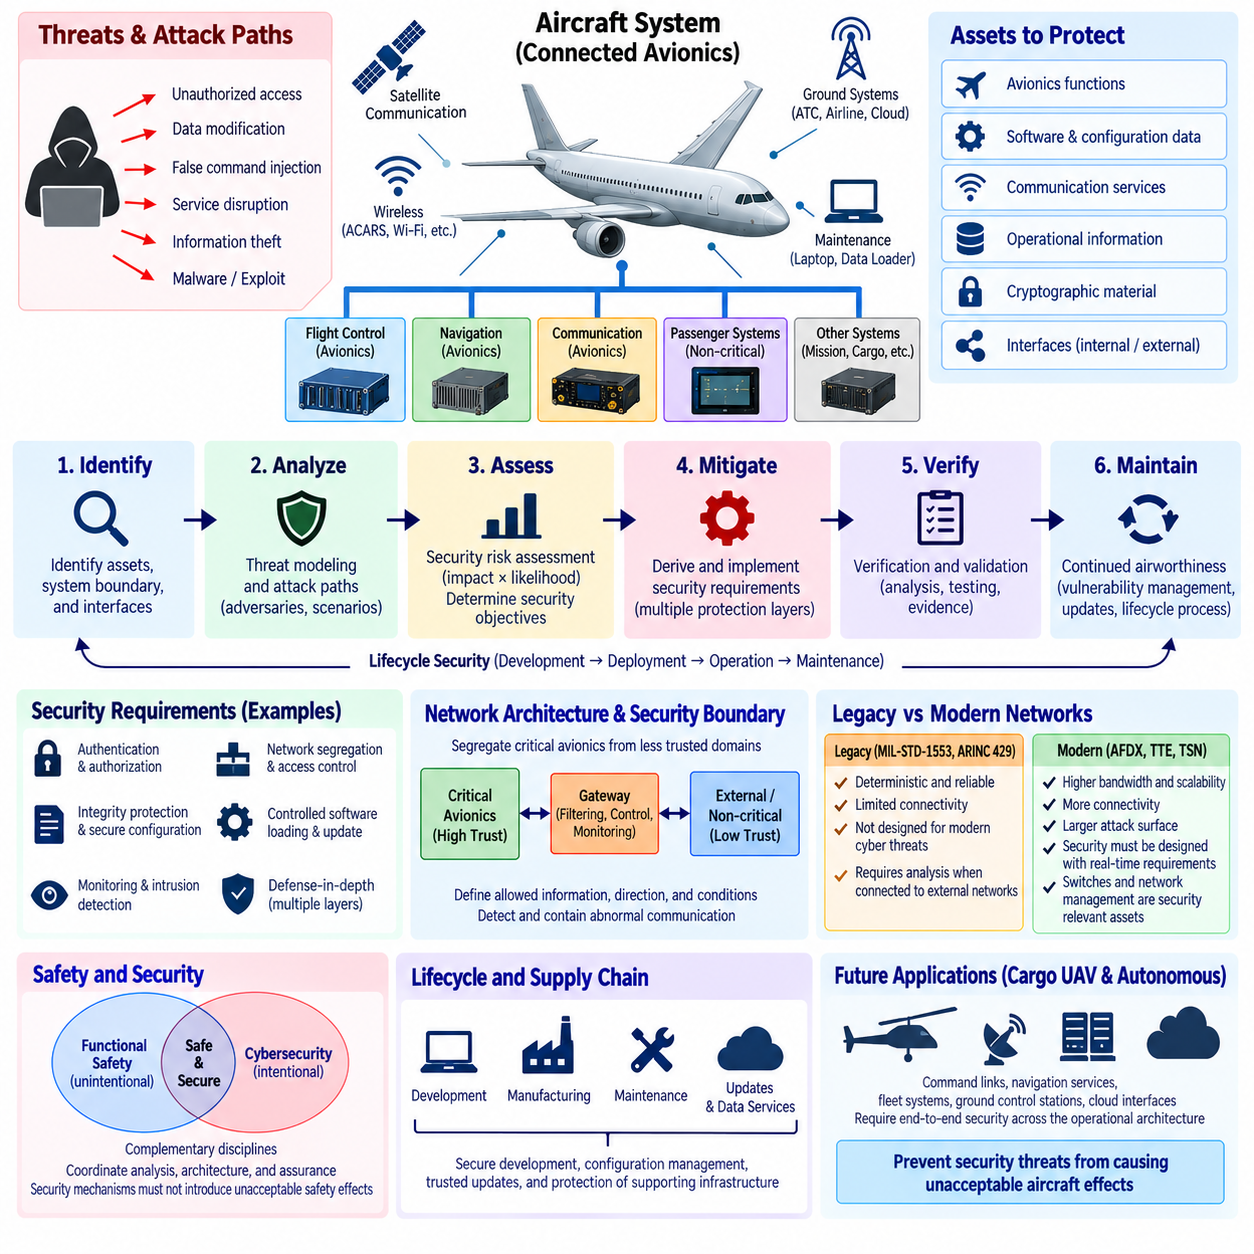 Threats & Attack Paths
Unauthorized access
Data modification
False command injection
Service disruption
Information theft
Malware / Exploit
Aircraft System
(Connected Avionics)
Satellite
Communication
Wireless
(ACARS, Wi-Fi, etc.)
Ground Systems
(ATC, Airline, Cloud)
Maintenance
(Laptop, Data Loader)
Flight Control
(Avionics)
Navigation
(Avionics)
Communication
(Avionics)
Passenger Systems
(Non-critical)
Other Systems
(Mission, Cargo, etc.)
Assets to Protect
Avionics functions
Software & configuration data
Communication services
Operational information
Cryptographic material
Interfaces (internal / external)
1. Identify
Identify assets,
system boundary,
and interfaces
2. Analyze
Threat modeling
and attack paths
(adversaries, scenarios)
3. Assess
Security risk assessment
(impact × likelihood)
Determine security
objectives
4. Mitigate
Derive and implement
security requirements
(multiple protection layers)
5. Verify
Verification and validation
(analysis, testing,
evidence)
6. Maintain
Continued airworthiness
(vulnerability management,
updates, lifecycle process)
Lifecycle Security (Development → Deployment → Operation → Maintenance)
Security Requirements (Examples)
Authentication
& authorization
Network segregation
& access control
Integrity protection
& secure configuration
Controlled software
loading & update
Monitoring & intrusion
detection
Defense-in-depth
(multiple layers)
Network Architecture & Security Boundary
Segregate critical avionics from less trusted domains
Critical
Avionics
(High Trust)
Gateway
(Filtering, Control,
Monitoring)
External /
Non-critical
(Low Trust)
Define allowed information, direction, and conditions
Detect and contain abnormal communication
Legacy vs Modern Networks
Legacy (MIL-STD-1553, ARINC 429)
Deterministic and reliable
Limited connectivity
Not designed for modern
cyber threats
Requires analysis when
connected to external networks
Modern (AFDX, TTE, TSN)
Higher bandwidth and scalability
More connectivity
Larger attack surface
Security must be designed
with real-time requirements
Switches and network
management are security
relevant assets
Safety and Security
Functional
Safety
(unintentional)
Safe
&
Secure
Cybersecurity
(intentional)
Complementary disciplines
Coordinate analysis, architecture, and assurance
Security mechanisms must not introduce unacceptable safety effects
Lifecycle and Supply Chain
Development
Manufacturing
Maintenance
Updates
& Data Services
Secure development, configuration management,
trusted updates, and protection of supporting infrastructure
Future Applications (Cargo UAV & Autonomous)
Command links, navigation services,
fleet systems, ground control stations, cloud interfaces
Require end-to-end security across the operational architecture
Prevent security threats from causing
unacceptable aircraft effects